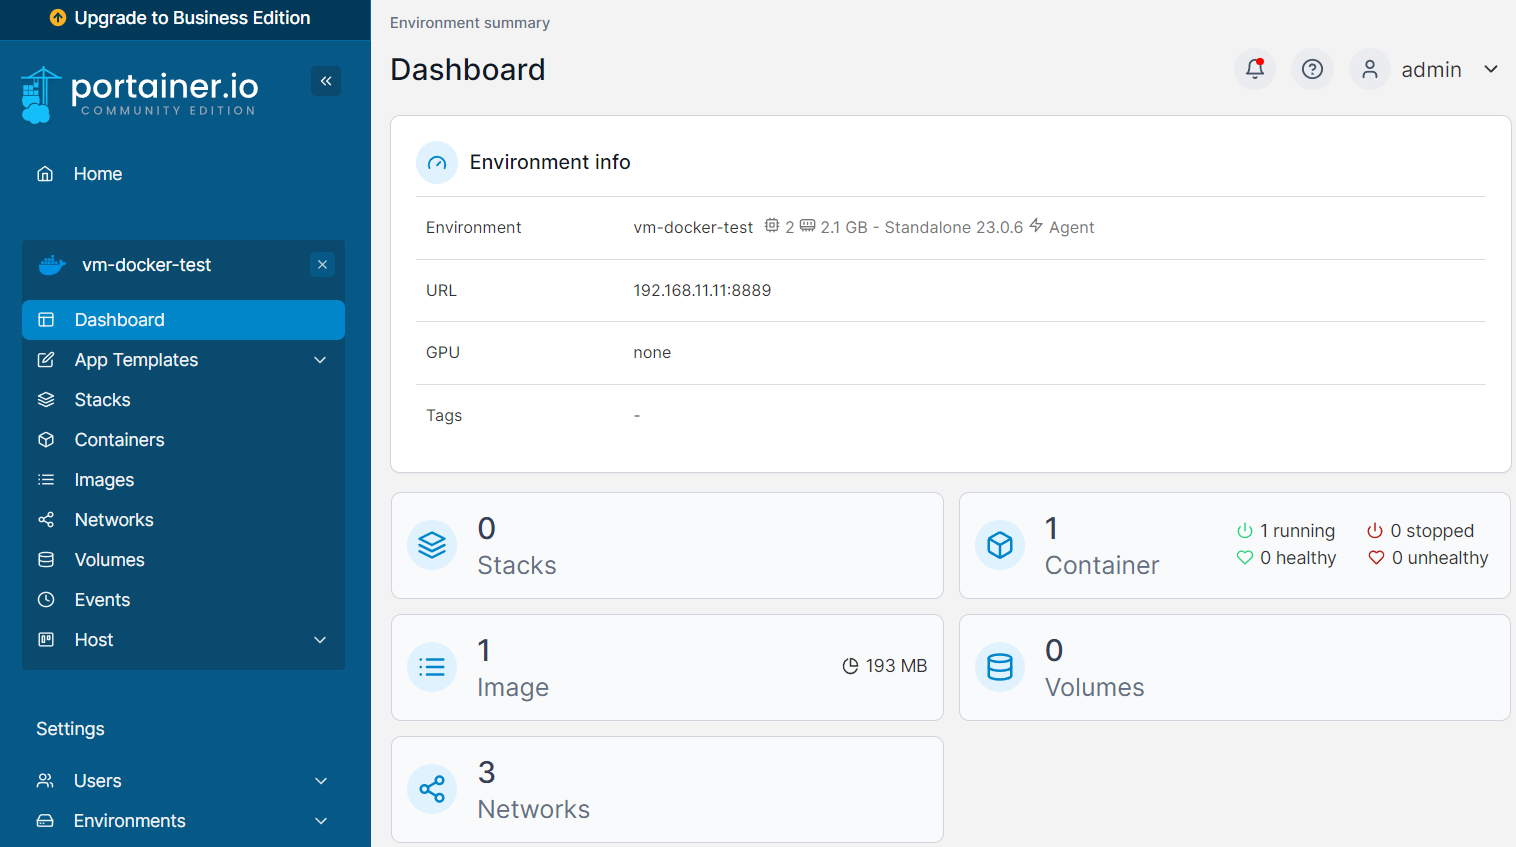 Upgrade to Business Edition
portainer.io
COMMUNITY EDITION
Home
vm-docker-test
Dashboard
App Templates
Stacks
Containers
Images
Networks
Volumes
Events
Host
Settings
Users
Environments
Environment summary
Dashboard
admin
Environment info
Environment vm-docker-test 2 2.1 GB - Standalone 23.0.6 Agent
URL 192.168.11.11:8889
GPU none
Tags -
0
Stacks
1
Container
1 running 0 stopped
0 healthy 0 unhealthy
1
Image
193 MB
0
Volumes
3
Networks